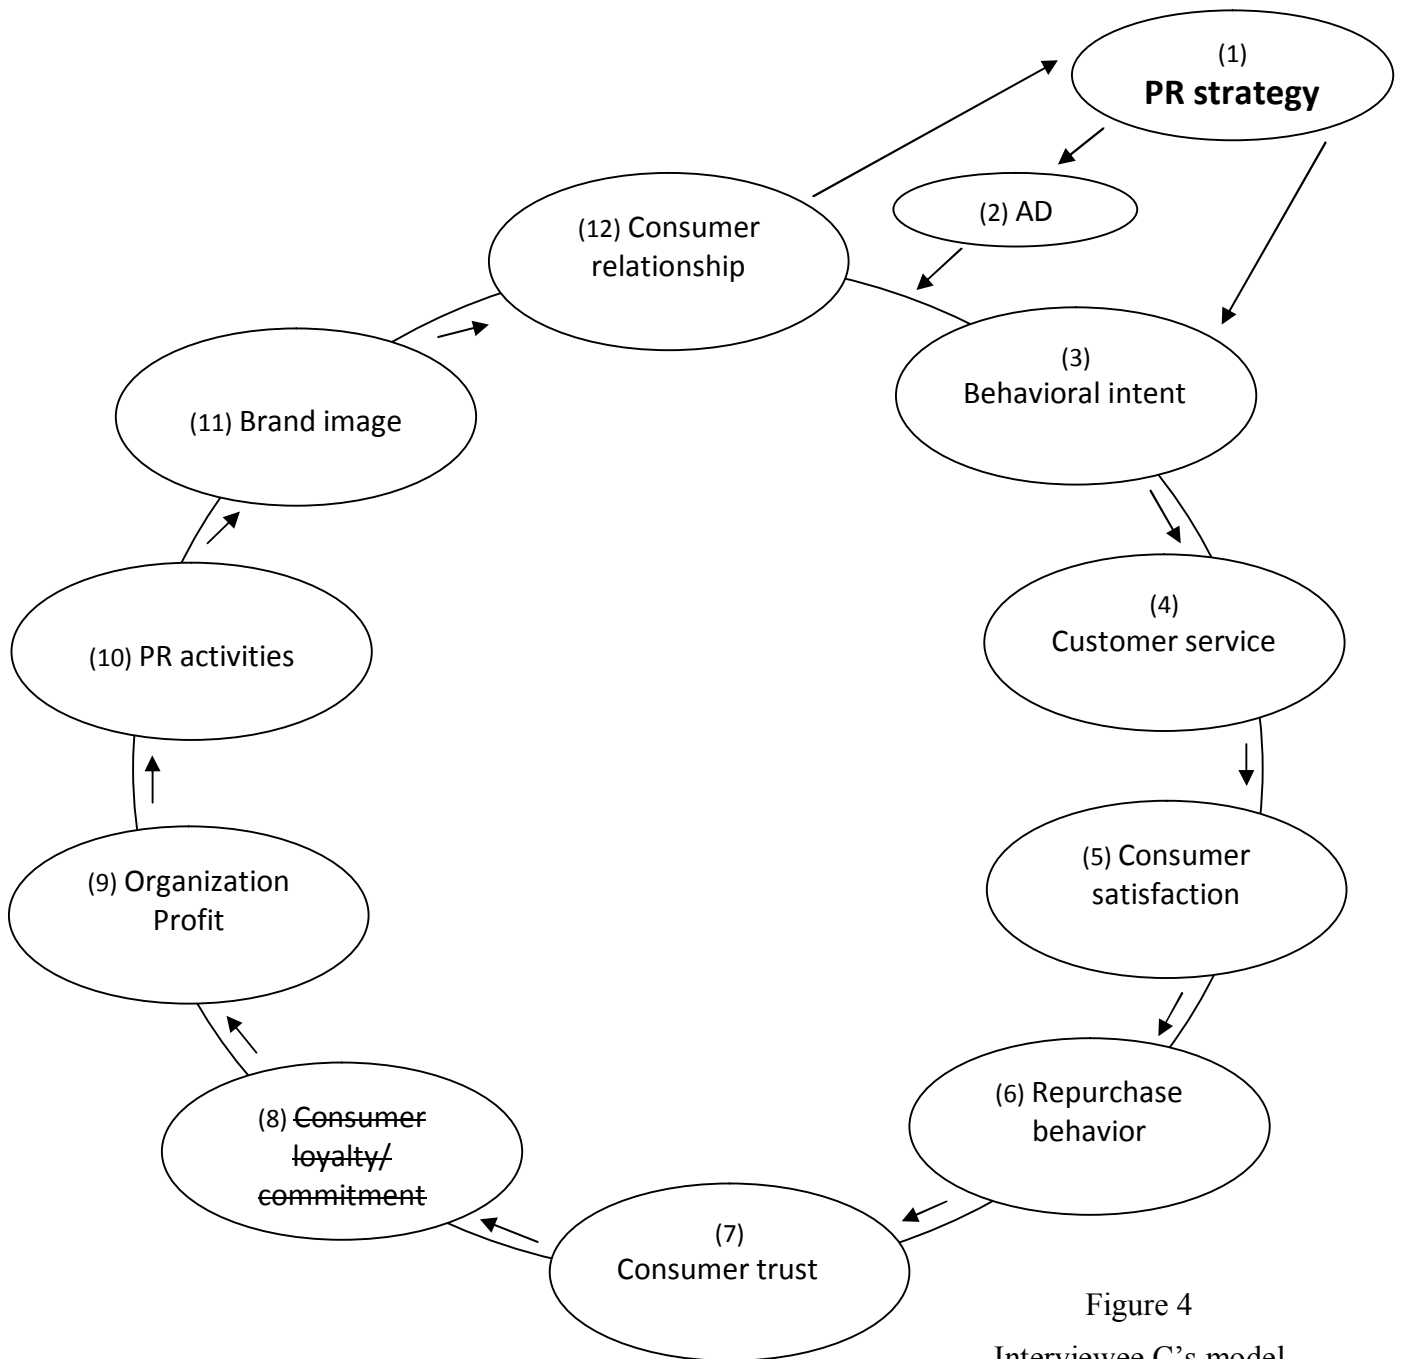 (1)
PR strategy
(2) AD
(12) Consumer
relationship
(3)
Behavioral intent
(11) Brand image
(4)
Customer service
(10) PR activities
(5) Consumer
satisfaction
(9) Organization
Profit
(6) Repurchase
behavior
(8) Consumer
loyalty/
commitment
(7)
Consumer trust
Figure 4
Interviewee C's model